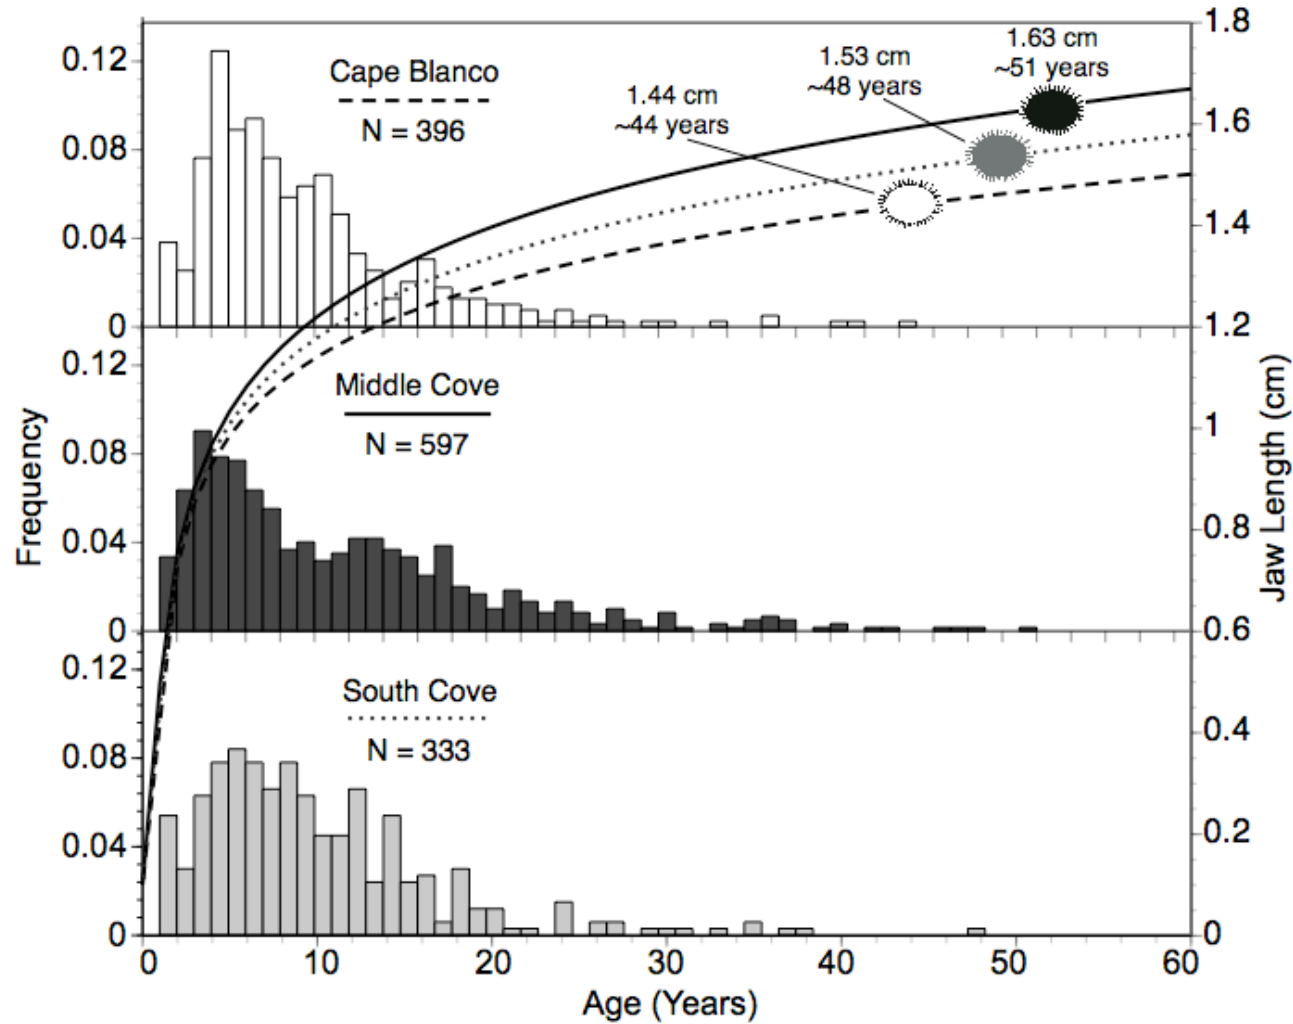 1.8
0.12
Cape Blanco
N = 396
1.44 cm
~44 years
1.53 cm
~48 years
1.63 cm
~51 years
1.6
0.08
0.04
1.4
0
1.2
0.12
Middle Cove
N = 597
1
0.08
0.04
0.8
0
0.6
Frequency
Jaw Length (cm)
0.12
South Cove
N = 333
0.4
0.08
0.04
0.2
0
0
0
10
20
30
40
50
60
Age (Years)